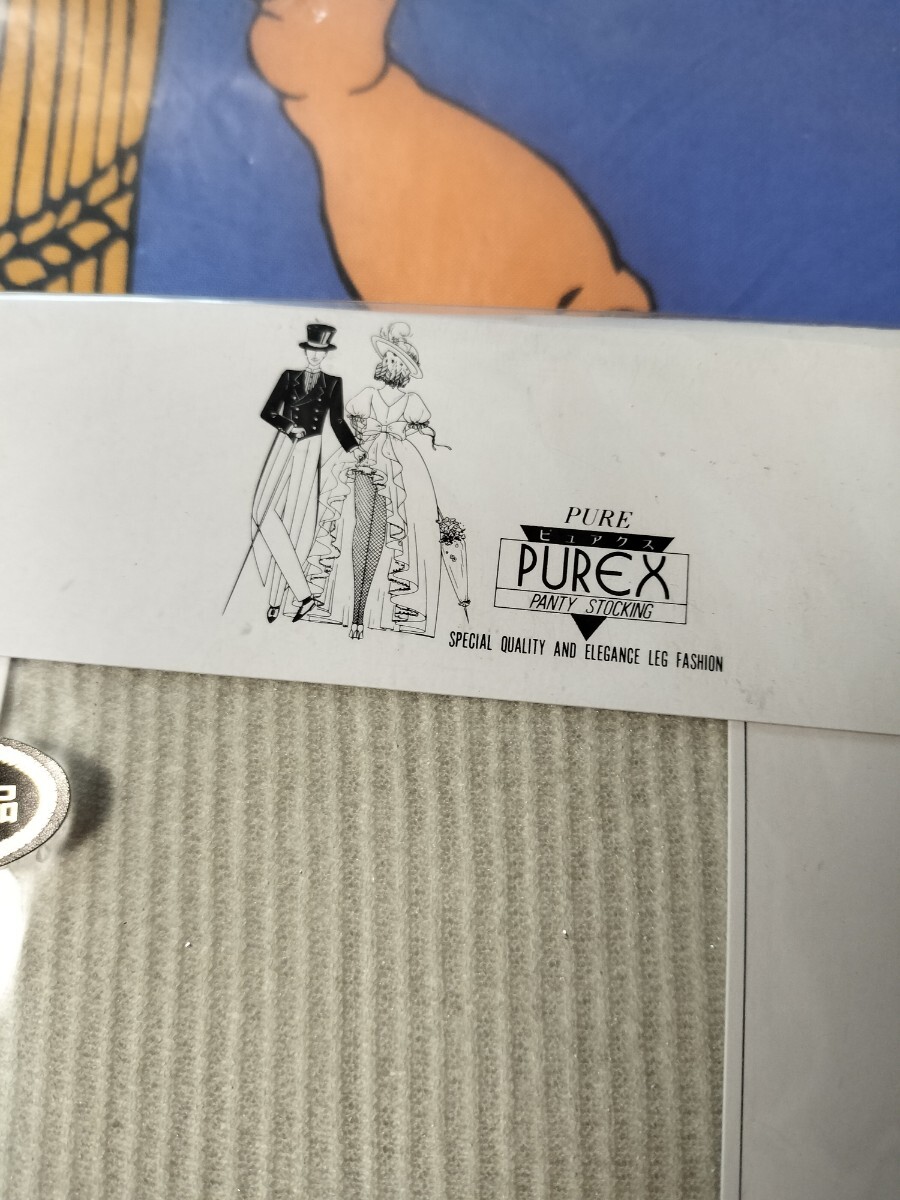 PURE
ピュアクス
PUREX
PANTY STOCKING
SPECIAL QUALITY AND ELEGANCE LEG FASHION